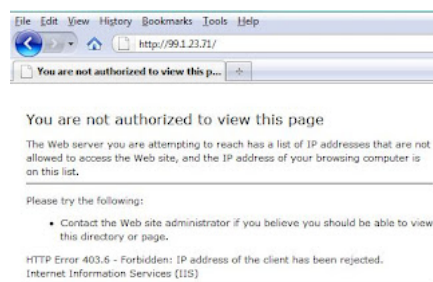 File Edit View History Bookmarks Tools Help
http://99.1.23.71/
You are not authorized to view this p...
You are not authorized to view this page
The Web server you are attempting to reach has a list of IP addresses that are not
allowed to access the Web site, and the IP address of your browsing computer is
on this list.
Please try the following:
• Contact the Web site administrator if you believe you should be able to view
this directory or page.
HTTP Error 403.6 - Forbidden: IP address of the client has been rejected.
Internet Information Services (IIS)